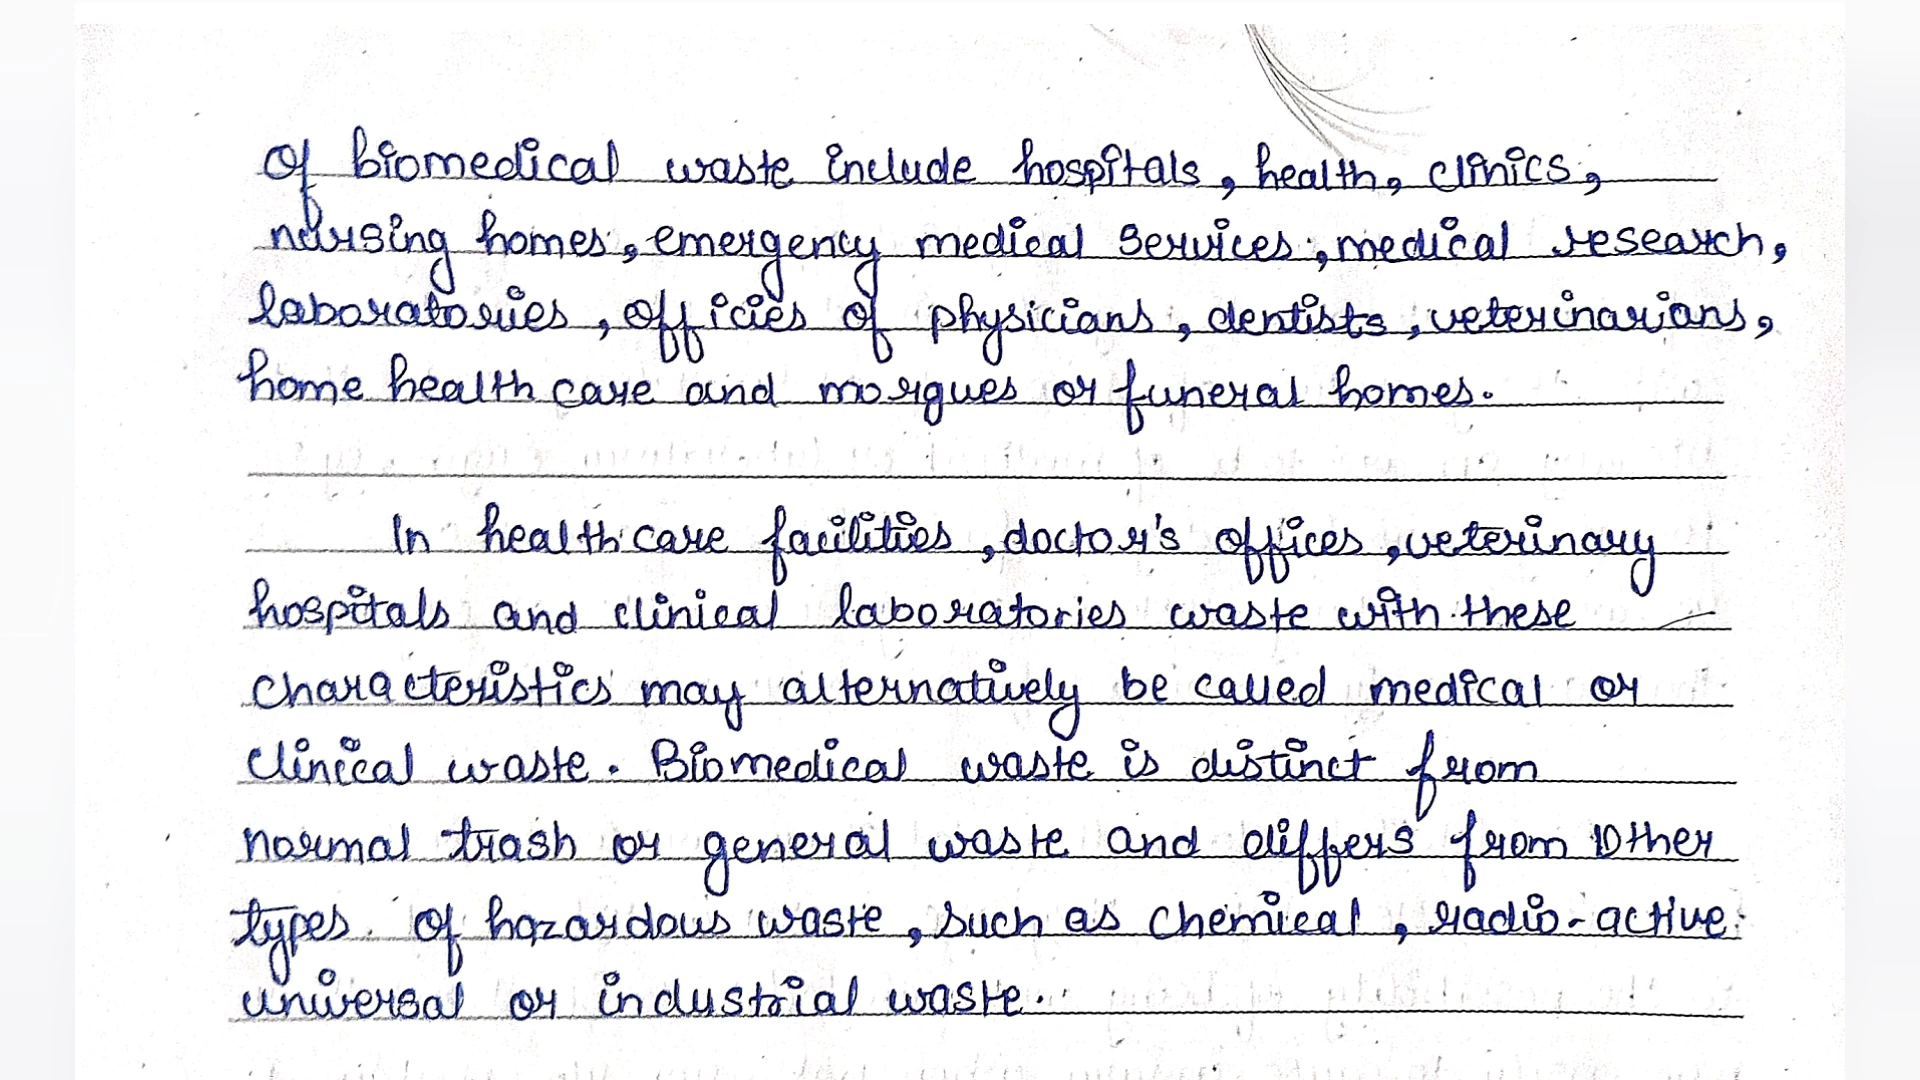 Of biomedical waste include hospitals, health, clinics,
nursing homes, emergency medical services, medical research,
laboratories, officies of physicians, dentists, veterinarians,
home health care and morgues or funeral homes.
In health care facilities, doctor's offices, veterinary
hospitals and clinical laboratories waste with these
characteristics may alternatively be called medical or
clinical waste. Biomedical waste is distinct from
normal trash or general waste and differs from other
types of hazardous waste, such as chemical, radio-active
universal or industrial waste.